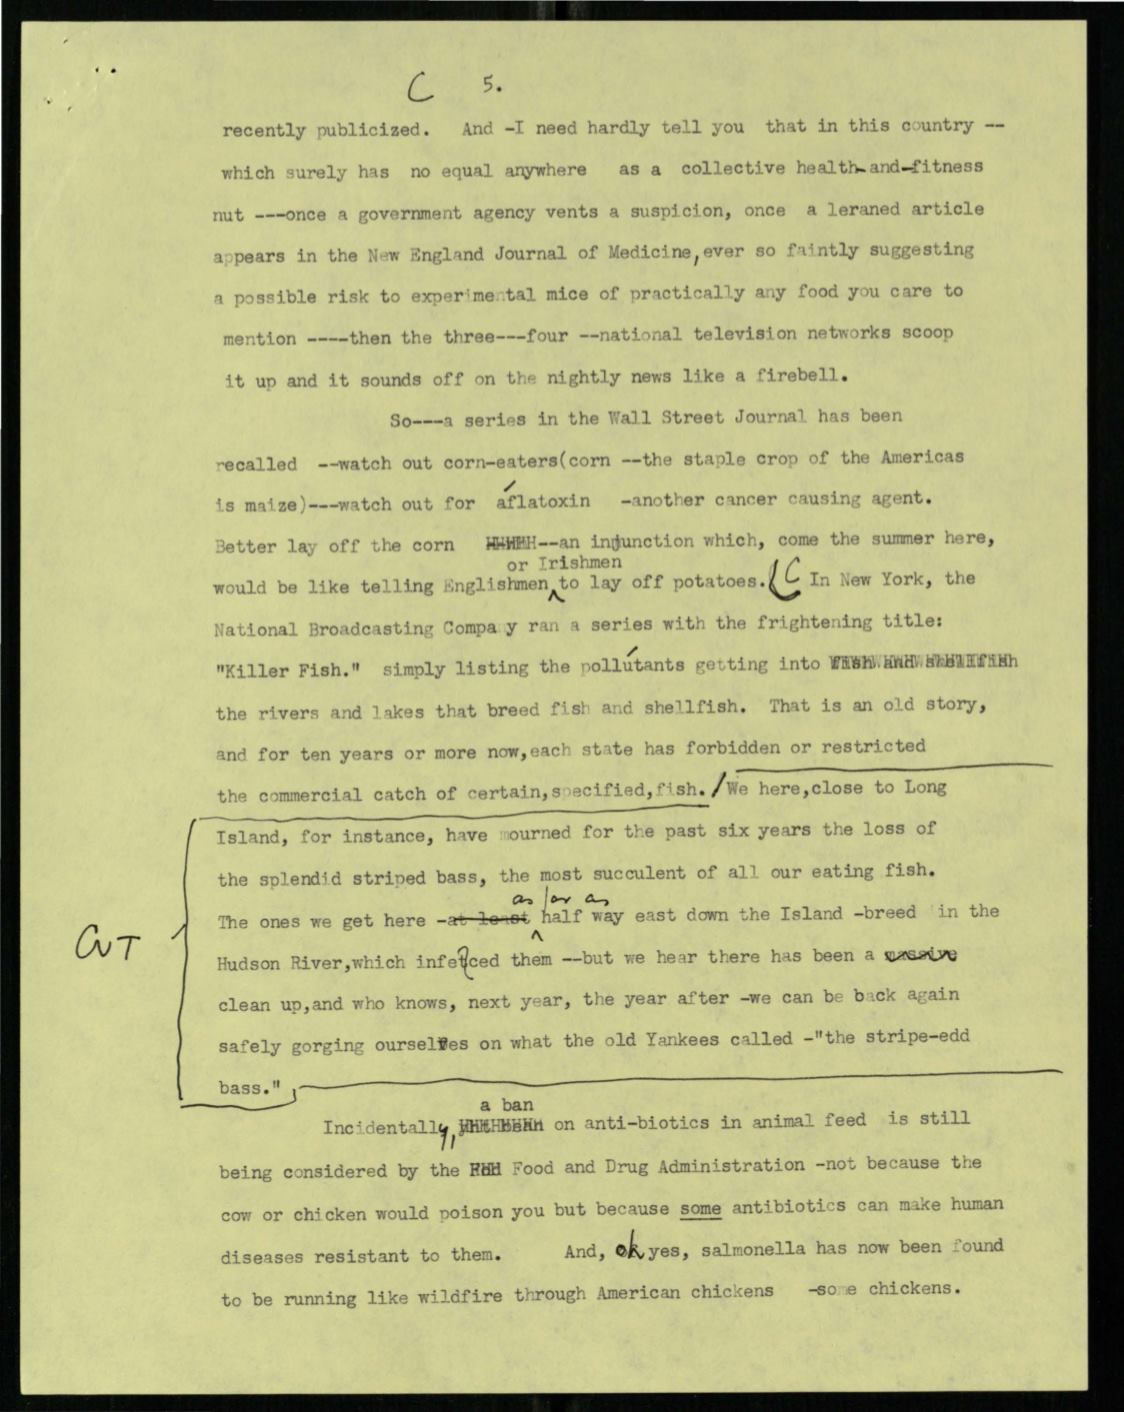 C 5.
recently publicized. And -I need hardly tell you that in this country --
which surely has no equal anywhere as a collective health-and-fitness
nut ---once a government agency vents a suspicion, once a leraned article
appears in the New England Journal of Medicine,ever so faintly suggesting
a possible risk to experimental mice of practically any food you care to
mention ----then the three---four --national television networks scoop
it up and it sounds off on the nightly news like a firebell.
So---a series in the Wall Street Journal has been
recalled --watch out corn-eaters(corn --the staple crop of the Americas
is maize)---watch out for aflatoxin -another cancer causing agent.
Better lay off the corn --an injunction which, come the summer here,
or Irishmen
would be like telling Englishmen to lay off potatoes. (C In New York, the
National Broadcasting Company ran a series with the frightening title:
"Killer Fish." simply listing the pollutants getting into fish and shellfish
the rivers and lakes that breed fish and shellfish. That is an old story,
and for ten years or more now,each state has forbidden or restricted
the commercial catch of certain,specified,fish. / We here,close to Long
Island, for instance, have mourned for the past six years the loss of
the splendid striped bass, the most succulent of all our eating fish.
as far as
The ones we get here -at least half way east down the Island -breed in the
CUT
Hudson River,which infected them --but we hear there has been a massive
clean up,and who knows, next year, the year after -we can be back again
safely gorging ourselves on what the old Yankees called -"the stripe-edd
bass."
a ban
Incidentally, on anti-biotics in animal feed is still
being considered by the Food and Drug Administration -not because the
cow or chicken would poison you but because some antibiotics can make human
diseases resistant to them. And, oh yes, salmonella has now been found
to be running like wildfire through American chickens -some chickens.